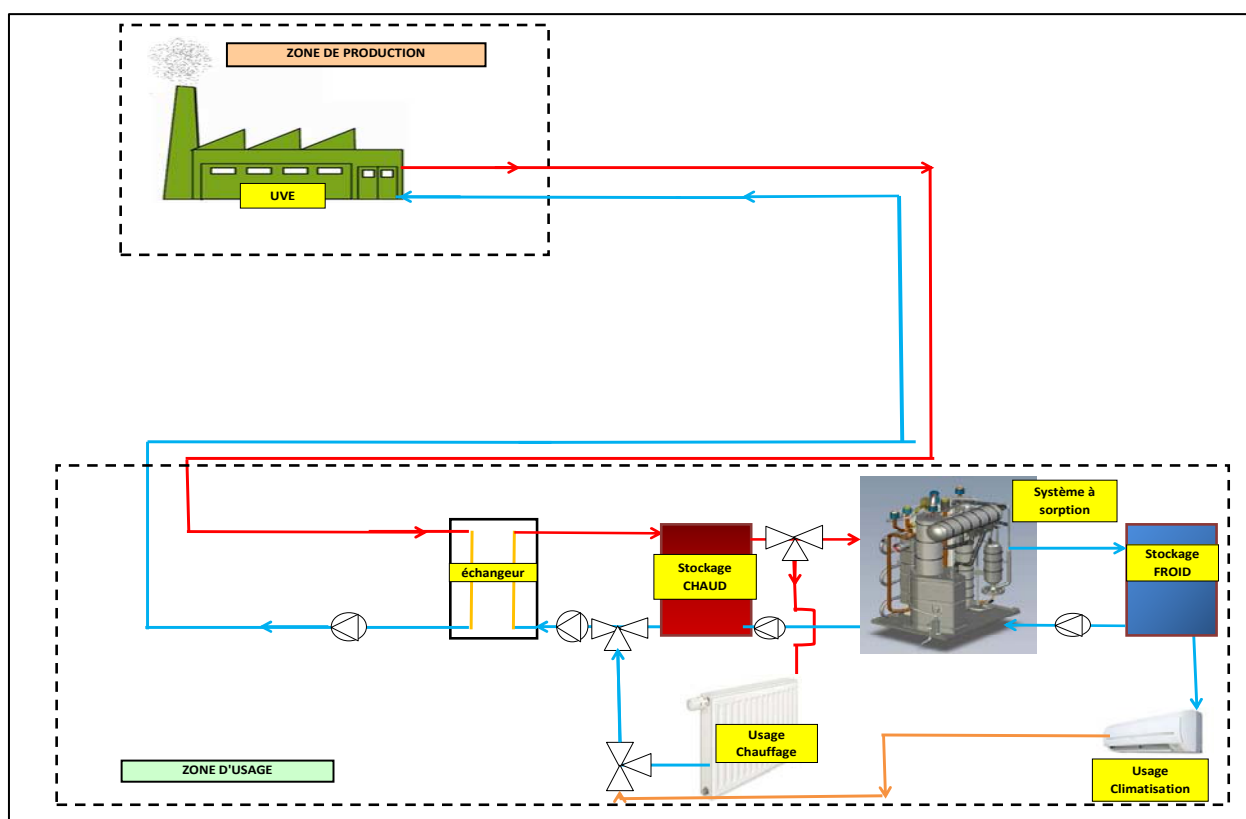 ZONE DE PRODUCTION
UVE
Système à
sorption
échangeur
Stockage
CHAUD
Stockage
FROID
Usage
Chauffage
ZONE D'USAGE
Usage
Climatisation